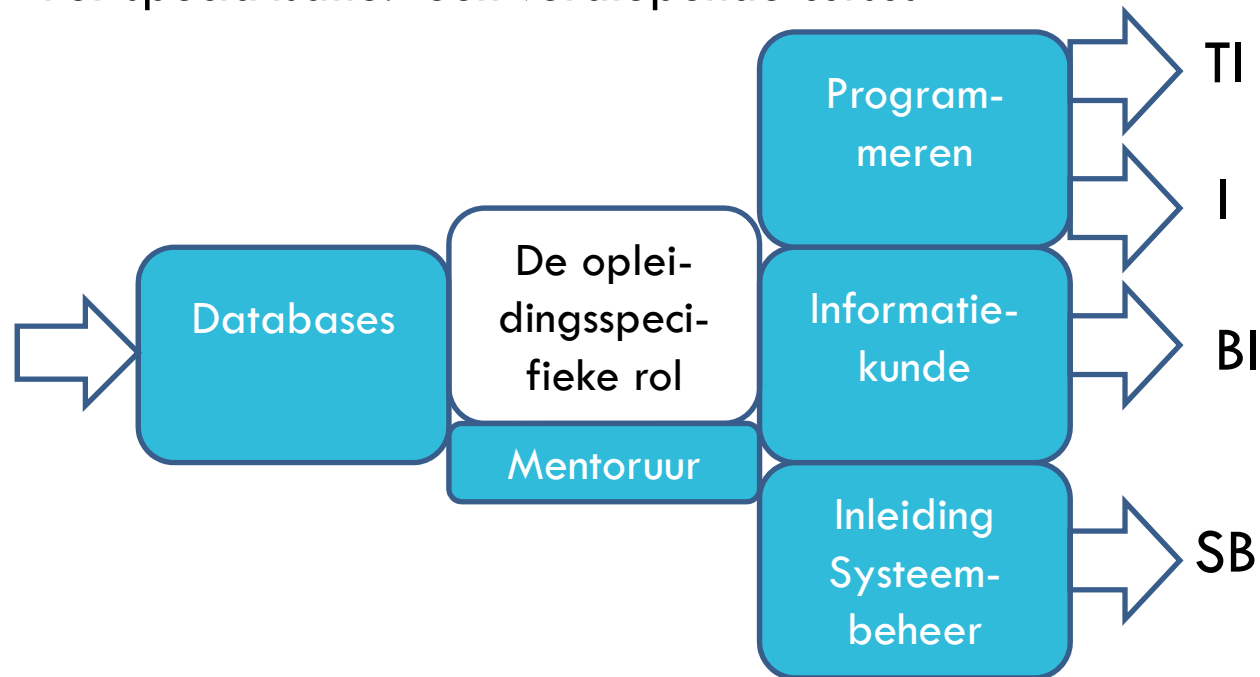 Databases
De oplei-
dingsspeci-
fieke rol
Mentoruur
Program-
meren
Informatie-
kunde
Inleiding
Systeem-
beheer
TI
I
BI
SB